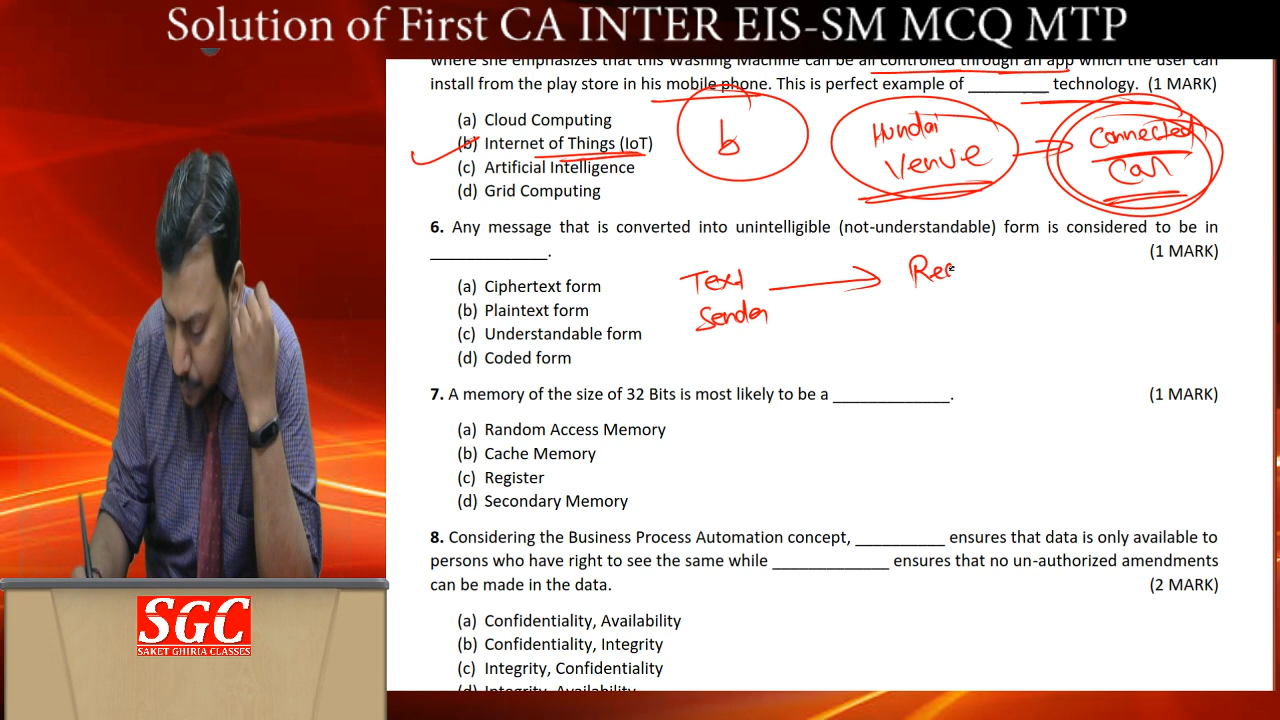 Solution of First CA INTER EIS-SM MCQ MTP
where she emphasizes that this Washing Machine can be all controlled through an app which the user can
install from the play store in his mobile phone. This is perfect example of _________ technology. (1 MARK)
(a) Cloud Computing
(b) Internet of Things (IoT)
(c) Artificial Intelligence
(d) Grid Computing
b
Hundai
Venue
Connected
Car
6. Any message that is converted into unintelligible (not-understandable) form is considered to be in
_____________. (1 MARK)
(a) Ciphertext form
(b) Plaintext form
(c) Understandable form
(d) Coded form
Text
Sender
Rec
7. A memory of the size of 32 Bits is most likely to be a _____________. (1 MARK)
(a) Random Access Memory
(b) Cache Memory
(c) Register
(d) Secondary Memory
8. Considering the Business Process Automation concept, __________ ensures that data is only available to
persons who have right to see the same while _____________ ensures that no un-authorized amendments
can be made in the data. (2 MARK)
(a) Confidentiality, Availability
(b) Confidentiality, Integrity
(c) Integrity, Confidentiality
(d) Integrity, Availability
SGC
SAKET GHIRIA CLASSES